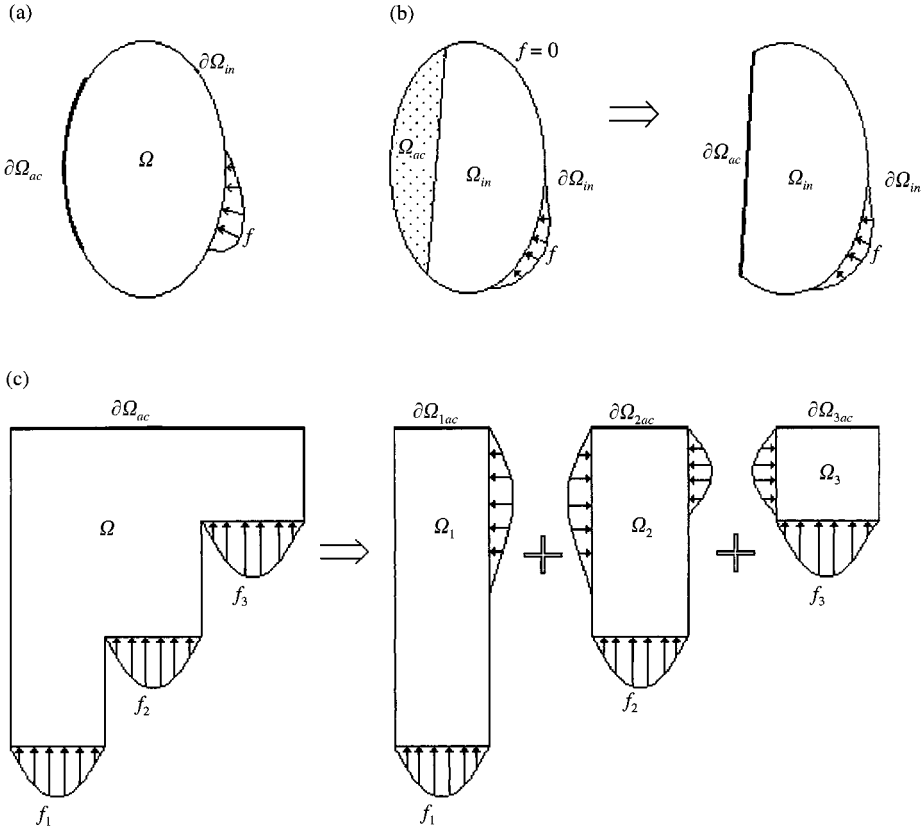 (a)
∂Ω_in
∂Ω_ac
Ω
f
(b)
f = 0
Ω_ac
Ω_in
∂Ω_in
f
∂Ω_ac
Ω_in
∂Ω_in
f
(c)
∂Ω_ac
Ω
f_3
f_2
f_1
∂Ω_1ac
Ω_1
f_1
∂Ω_2ac
Ω_2
f_2
∂Ω_3ac
Ω_3
f_3